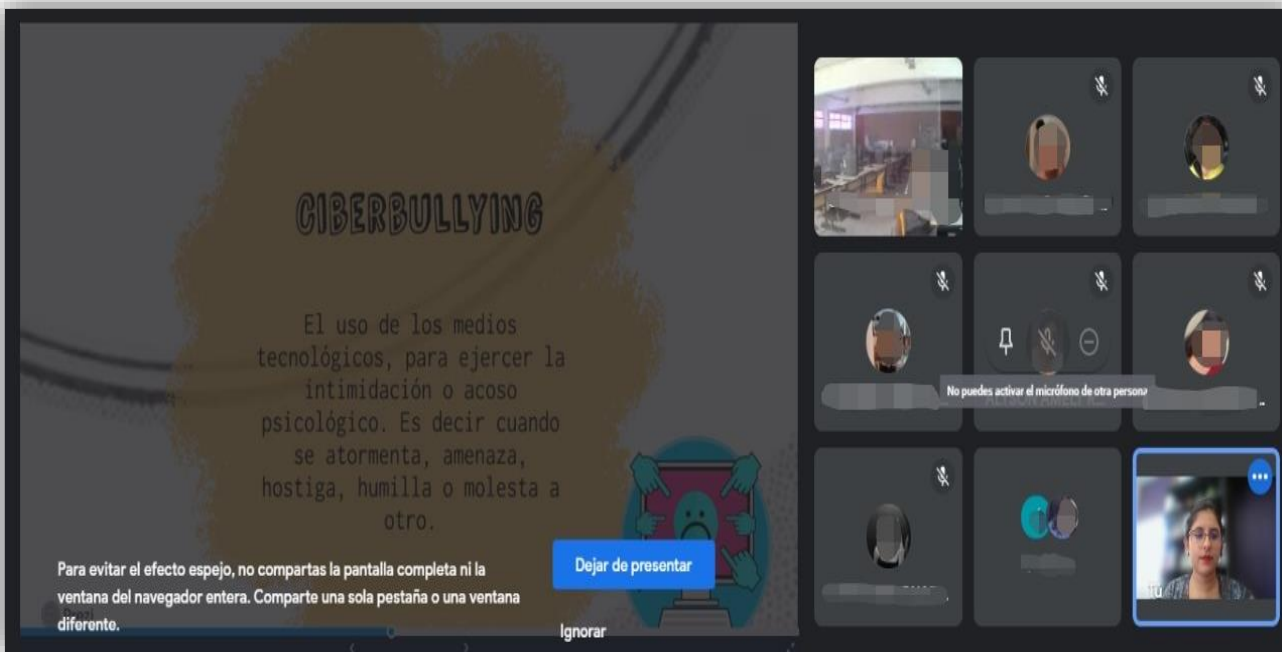 CIBERBULLYING
El uso de los medios
tecnológicos, para ejercer la
intimidación o acoso
psicológico. Es decir cuando
se atormenta, amenaza,
hostiga, humilla o molesta a
otro.
Para evitar el efecto espejo, no compartas la pantalla completa ni la
ventana del navegador entera. Comparte una sola pestaña o una ventana
diferente.
Dejar de presentar
Ignorar
Prezi
No puedes activar el micrófono de otra persona
Tú